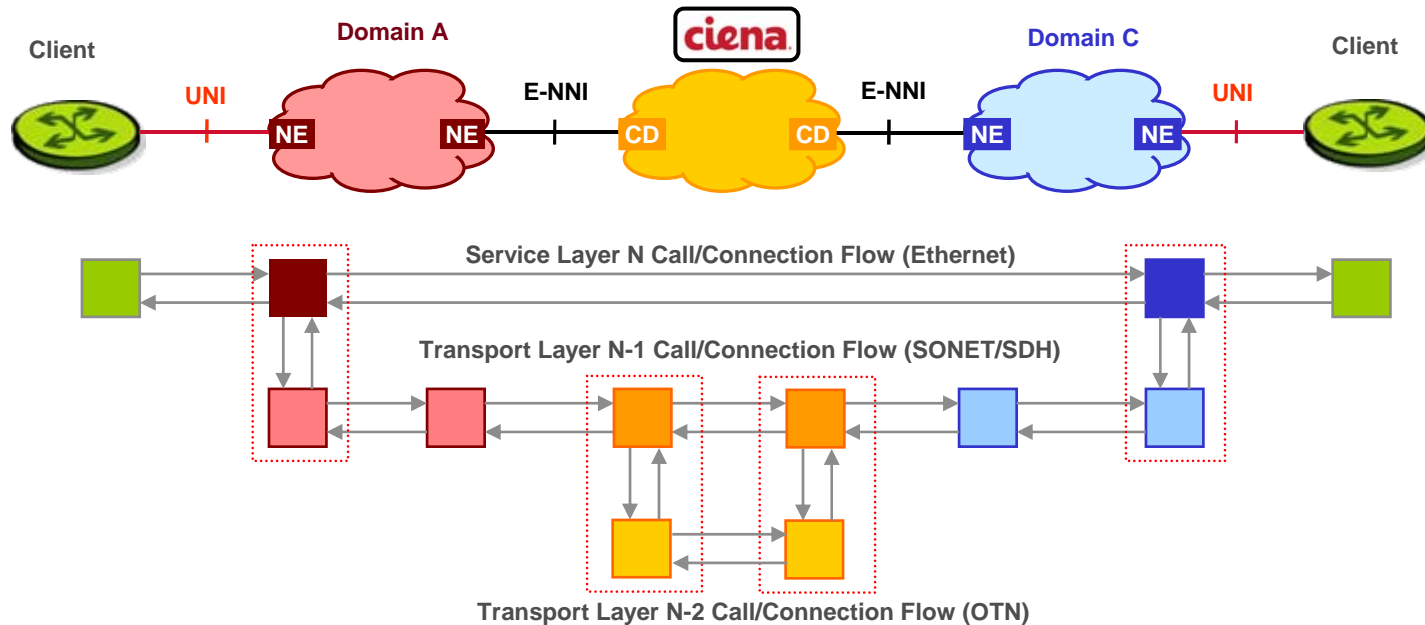 Client
Domain A
ciena
Domain C
Client
UNI
E-NNI
E-NNI
UNI
NE
NE
CD
CD
NE
NE
Service Layer N Call/Connection Flow (Ethernet)
Transport Layer N-1 Call/Connection Flow (SONET/SDH)
Transport Layer N-2 Call/Connection Flow (OTN)